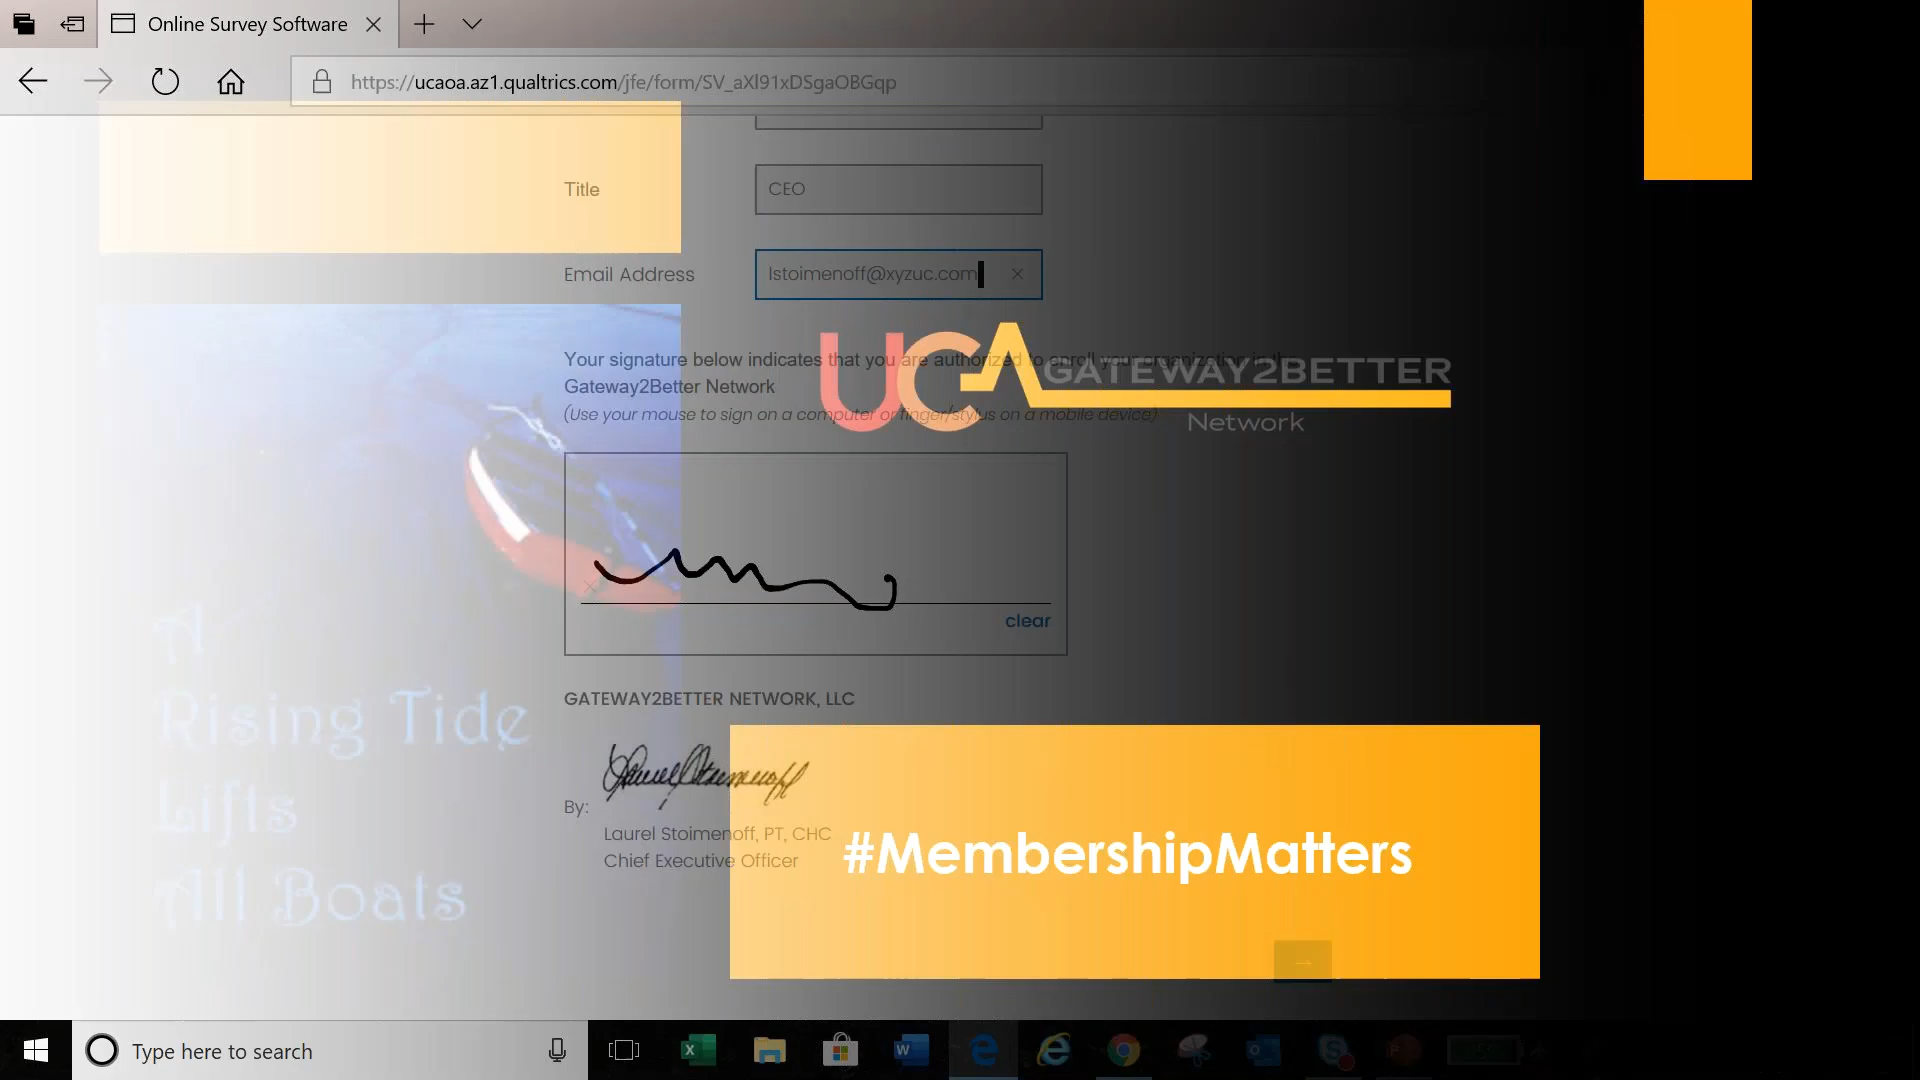 Online Survey Software
https://ucaoa.az1.qualtrics.com/jfe/form/SV_aXl91xDSgaOBGqp
Title
CEO
Email Address
lstoimenoff@xyzuc.com
Your signature below indicates that you are authorized to enroll your organization in the
Gateway2Better Network
(Use your mouse to sign on a computer or finger/stylus on a mobile device)
UCA GATEWAY2BETTER
Network
clear
GATEWAY2BETTER NETWORK, LLC
By:
Laurel Stoimenoff, PT, CHC
Chief Executive Officer
A
Rising Tide
Lifts
All Boats
#MembershipMatters
Type here to search